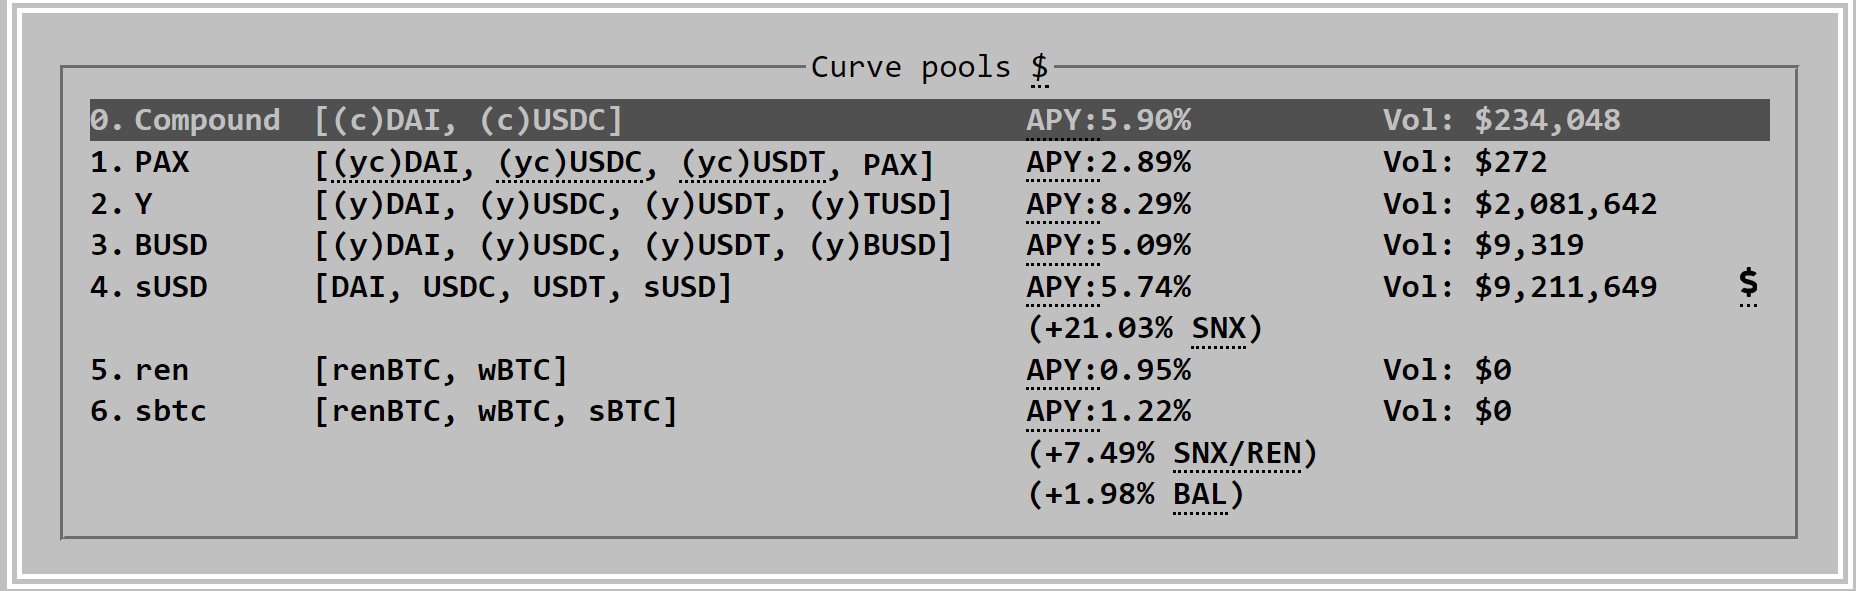 Curve pools $
0. Compound [(c)DAI, (c)USDC] APY:5.90% Vol: $234,048
1. PAX [(yc)DAI, (yc)USDC, (yc)USDT, PAX] APY:2.89% Vol: $272
2. Y [(y)DAI, (y)USDC, (y)USDT, (y)TUSD] APY:8.29% Vol: $2,081,642
3. BUSD [(y)DAI, (y)USDC, (y)USDT, (y)BUSD] APY:5.09% Vol: $9,319
4. sUSD [DAI, USDC, USDT, sUSD] APY:5.74% Vol: $9,211,649 $
(+21.03% SNX)
5. ren [renBTC, wBTC] APY:0.95% Vol: $0
6. sbtc [renBTC, wBTC, sBTC] APY:1.22% Vol: $0
(+7.49% SNX/REN)
(+1.98% BAL)